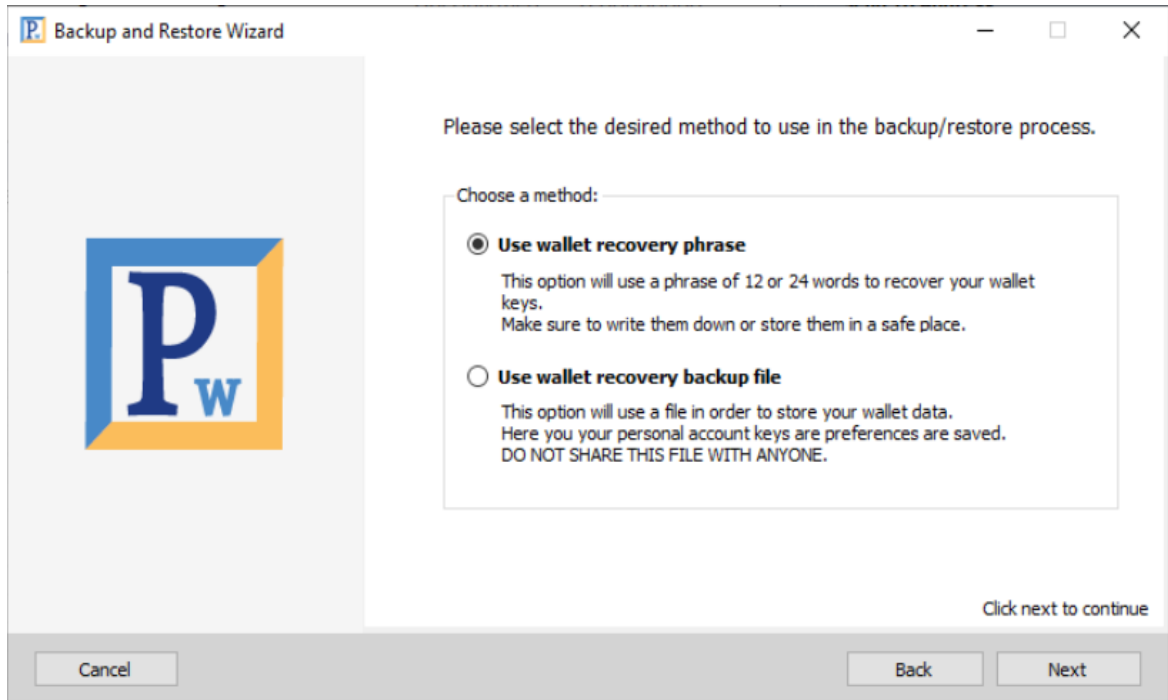 Backup and Restore Wizard
Please select the desired method to use in the backup/restore process.
Choose a method:
Use wallet recovery phrase
This option will use a phrase of 12 or 24 words to recover your wallet
keys.
Make sure to write them down or store them in a safe place.
Use wallet recovery backup file
This option will use a file in order to store your wallet data.
Here you your personal account keys are preferences are saved.
DO NOT SHARE THIS FILE WITH ANYONE.
Pw
Click next to continue
Cancel
Back
Next